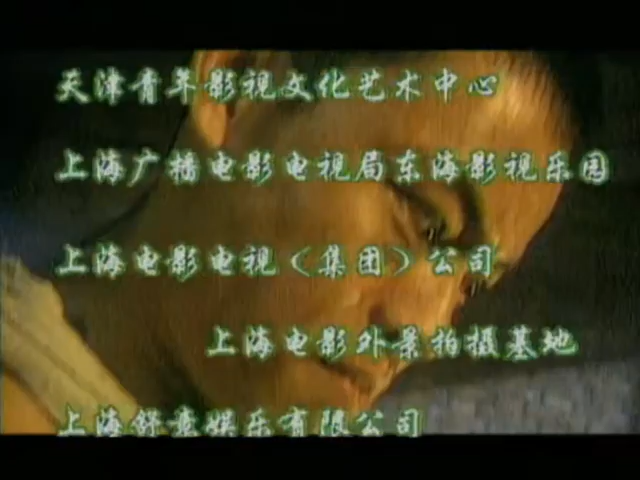 天津青年影视文化艺术中心
上海广播电影电视局东海影视乐园
上海电影电视（集团）公司
上海电影外景拍摄基地
上海舒意娱乐有限公司